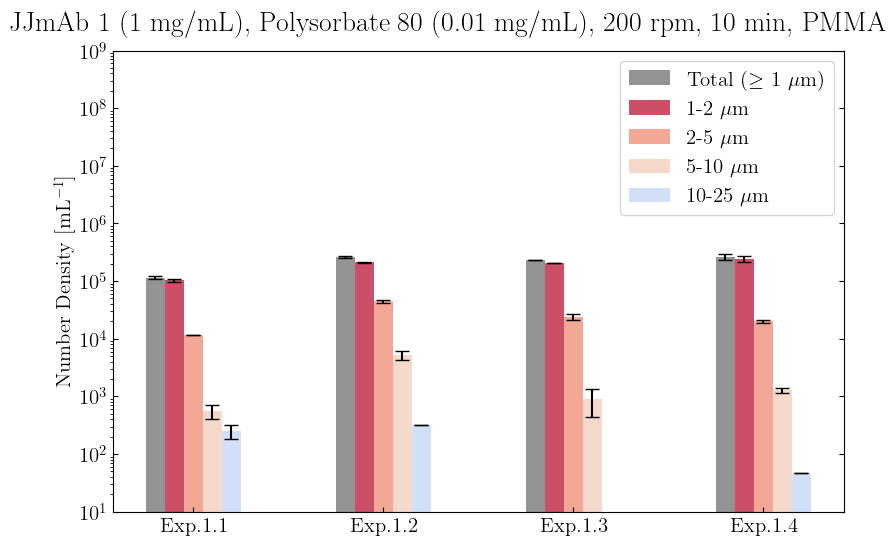 JJmAb 1 (1 mg/mL), Polysorbate 80 (0.01 mg/mL), 200 rpm, 10 min, PMMA
Number Density [mL⁻¹]
10⁹
10⁸
10⁷
10⁶
10⁵
10⁴
10³
10²
10¹
Total (≥ 1 μm)
1-2 μm
2-5 μm
5-10 μm
10-25 μm
Exp.1.1 Exp.1.2 Exp.1.3 Exp.1.4